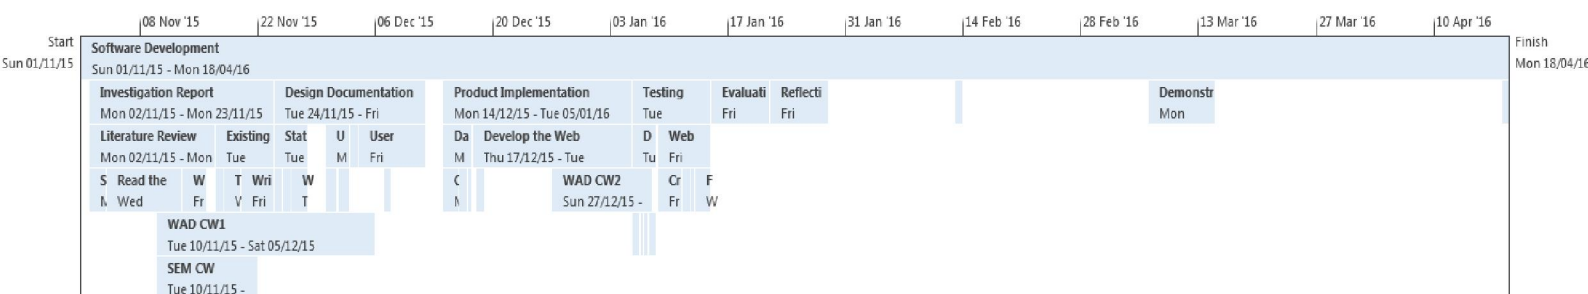 08 Nov '15 22 Nov '15 06 Dec '15 20 Dec '15 03 Jan '16 17 Jan '16 31 Jan '16 14 Feb '16 28 Feb '16 13 Mar '16 27 Mar '16 10 Apr '16
Start
Sun 01/11/15
Software Development
Sun 01/11/15 - Mon 18/04/16
Finish
Mon 18/04/16
Investigation Report Design Documentation Product Implementation Testing Evaluati Reflecti Demonstr
Mon 02/11/15 - Mon 23/11/15 Tue 24/11/15 - Fri Mon 14/12/15 - Tue 05/01/16 Tue Fri Fri Mon
Literature Review Existing Stat U User Da Develop the Web D Web
Mon 02/11/15 - Mon Tue Tue M Fri M Thu 17/12/15 - Tue Tu Fri
S Read the W T Wri W WAD CW2 Cr F
Wed Fri Fri T Sun 27/12/15 - Fr W
WAD CW1
Tue 10/11/15 - Sat 05/12/15
SEM CW
Tue 10/11/15 -